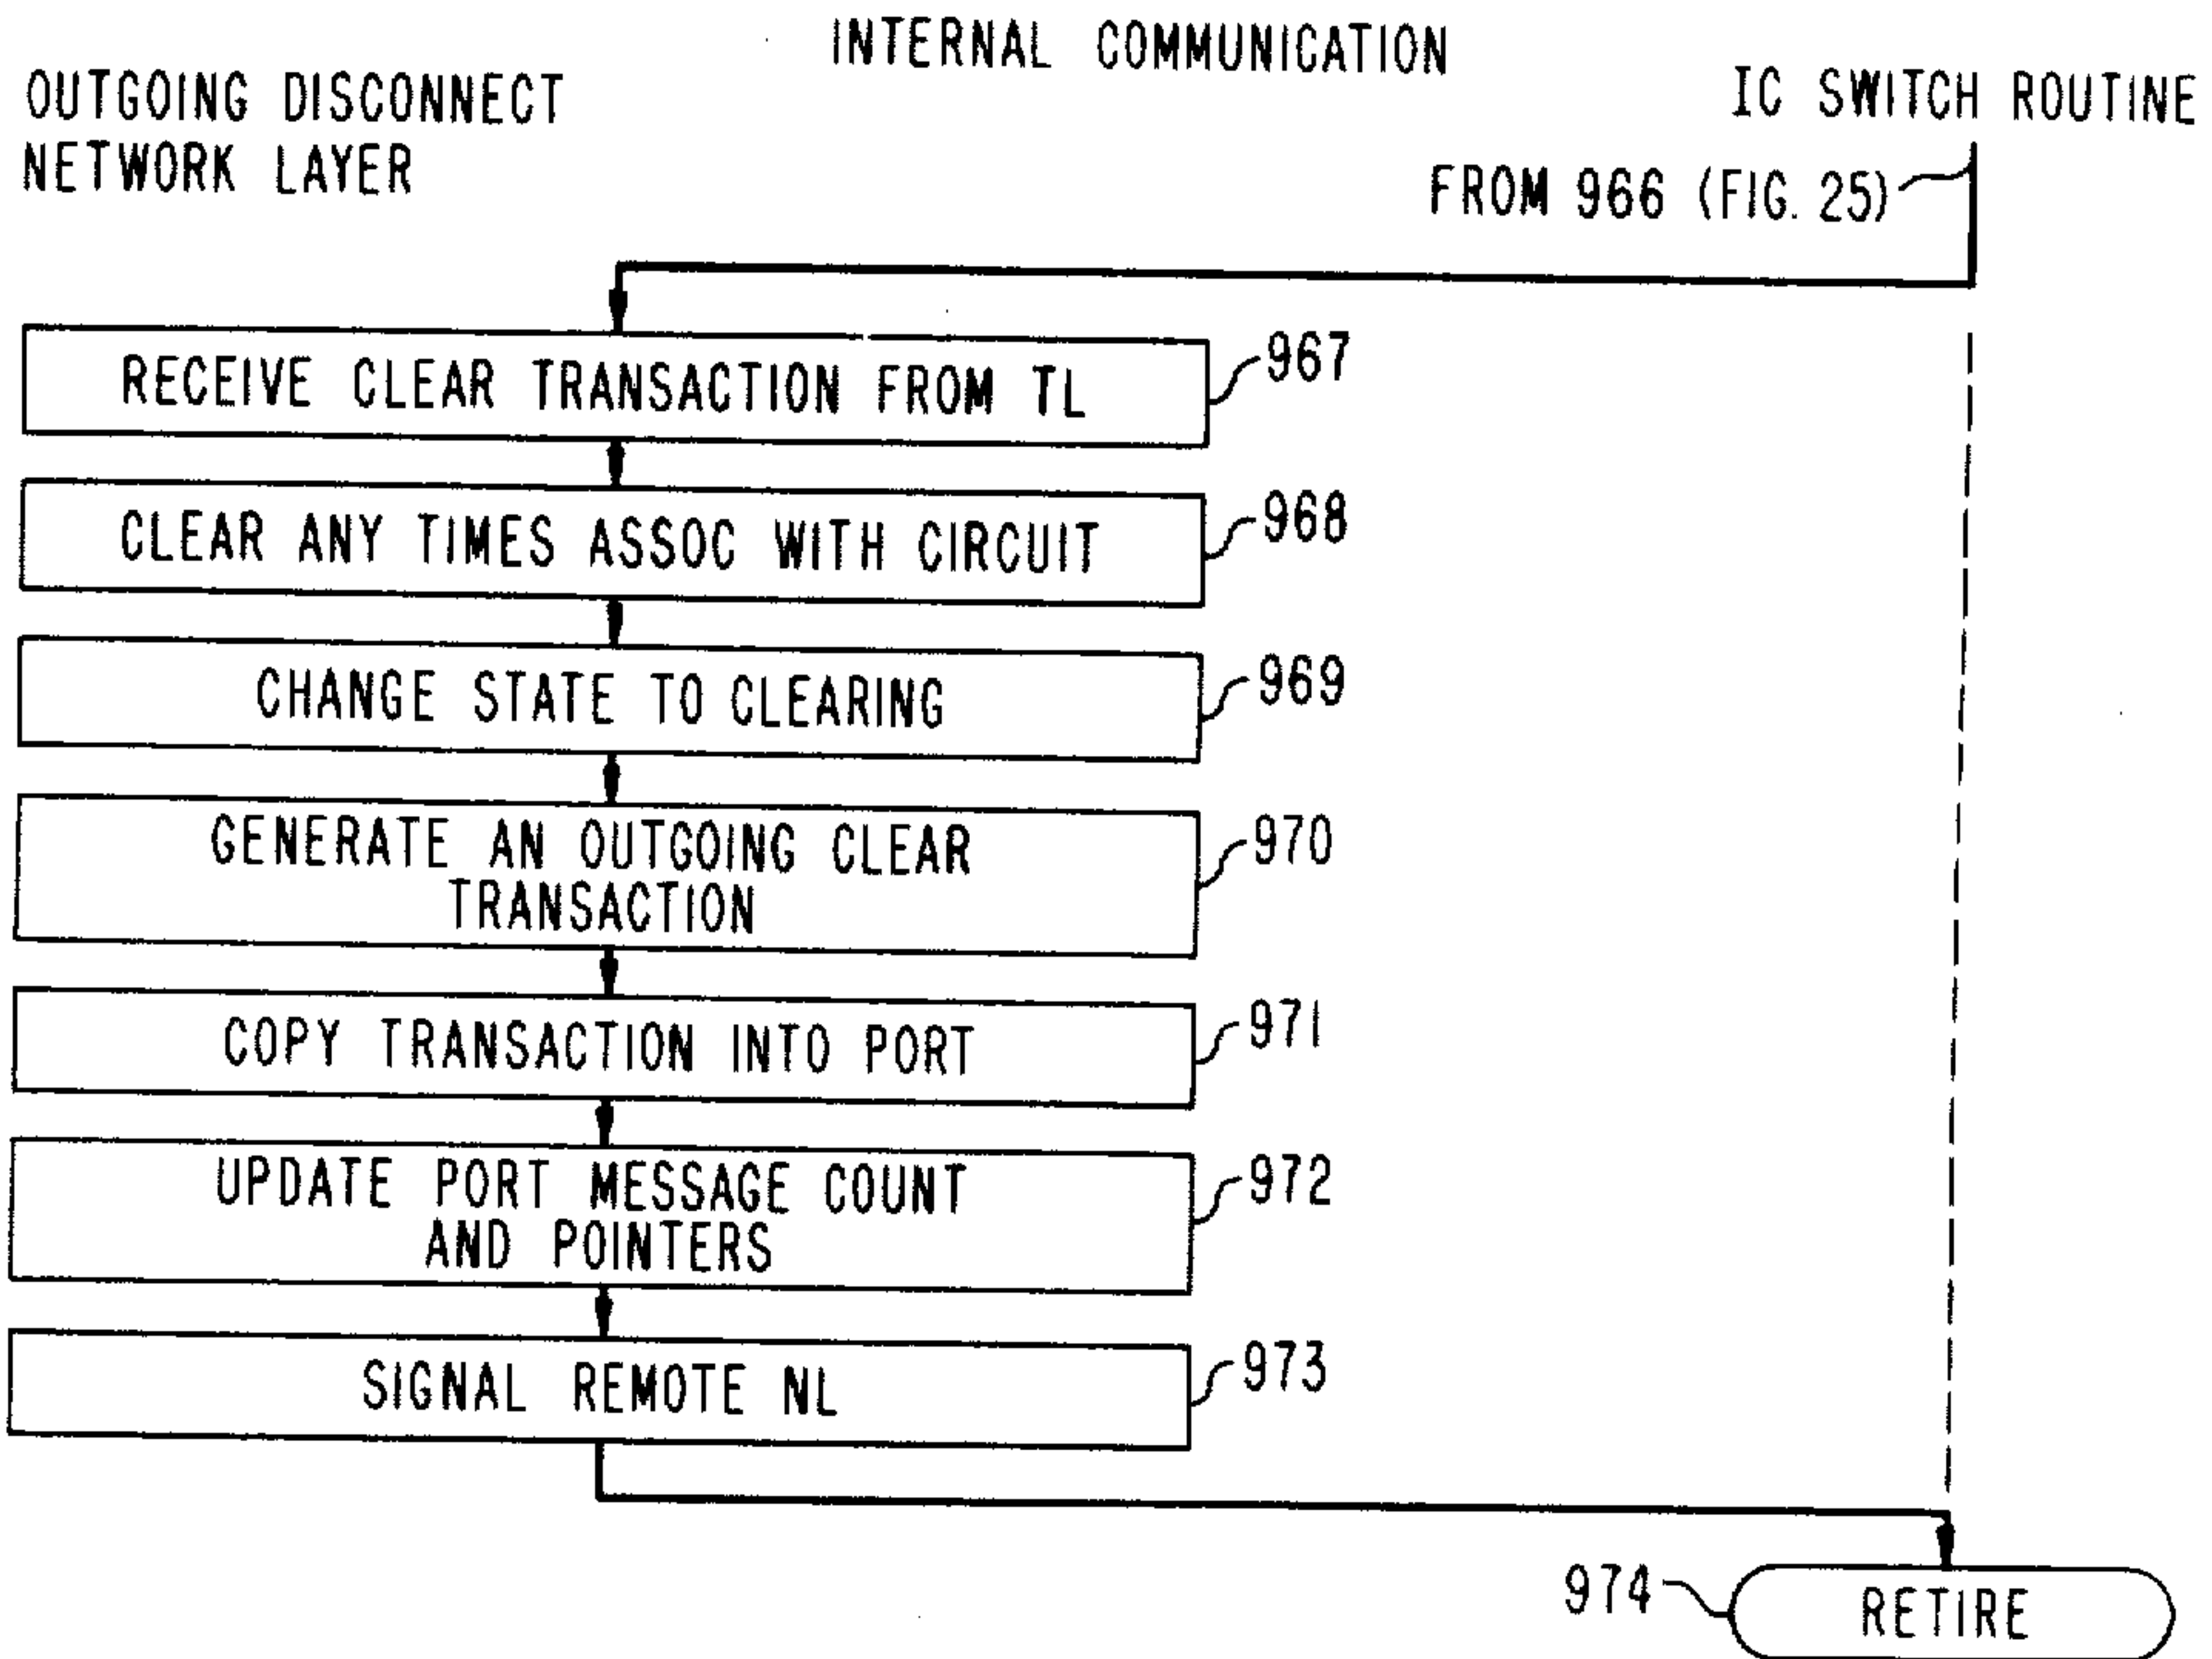 INTERNAL COMMUNICATION
OUTGOING DISCONNECT
NETWORK LAYER
IC SWITCH ROUTINE
FROM 966 (FIG. 25)
RECEIVE CLEAR TRANSACTION FROM TL
967
CLEAR ANY TIMES ASSOC WITH CIRCUIT
968
CHANGE STATE TO CLEARING
969
GENERATE AN OUTGOING CLEAR
TRANSACTION
970
COPY TRANSACTION INTO PORT
971
UPDATE PORT MESSAGE COUNT
AND POINTERS
972
SIGNAL REMOTE NL
973
974
RETIRE